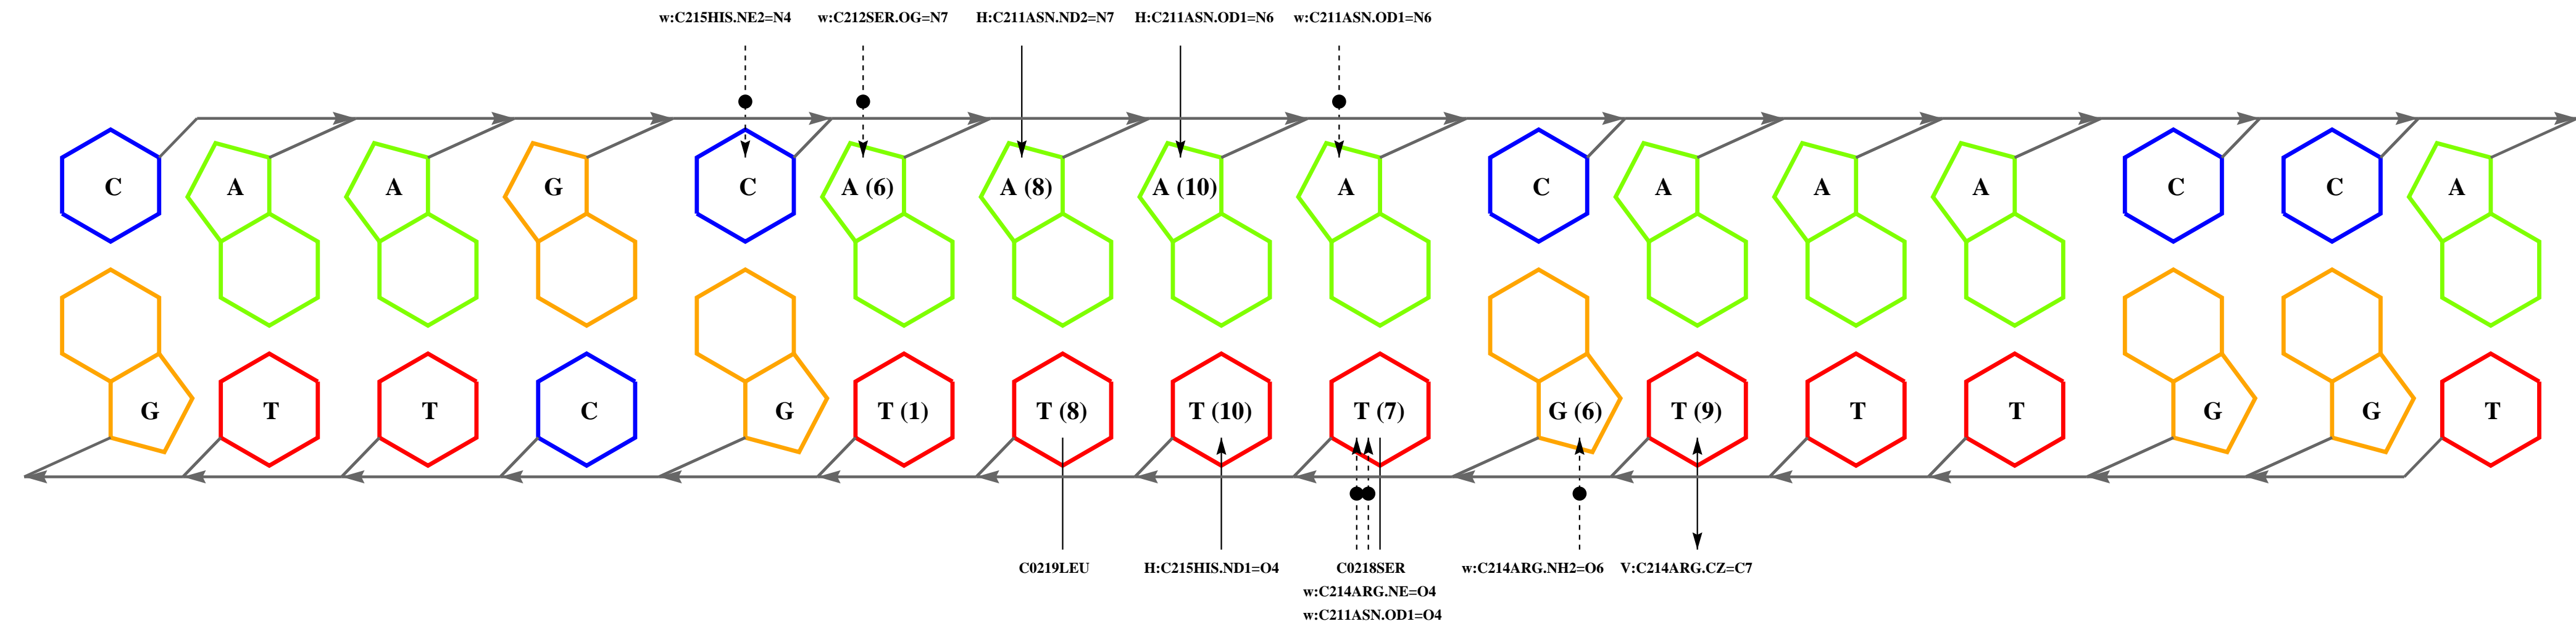 w:C215HIS.NE2=N4 w:C212SER.OG=N7 H:C211ASN.ND2=N7 H:C211ASN.OD1=N6 w:C211ASN.OD1=N6
C A A G C A (6) A (8) A (10) A C A A A C C A
G T T C G T (1) T (8) T (10) T (7) G (6) T (9) T T G G T
C0219LEU H:C215HIS.ND1=O4 C0218SER w:C214ARG.NH2=O6 V:C214ARG.CZ=C7
w:C214ARG.NE=O4
w:C211ASN.OD1=O4